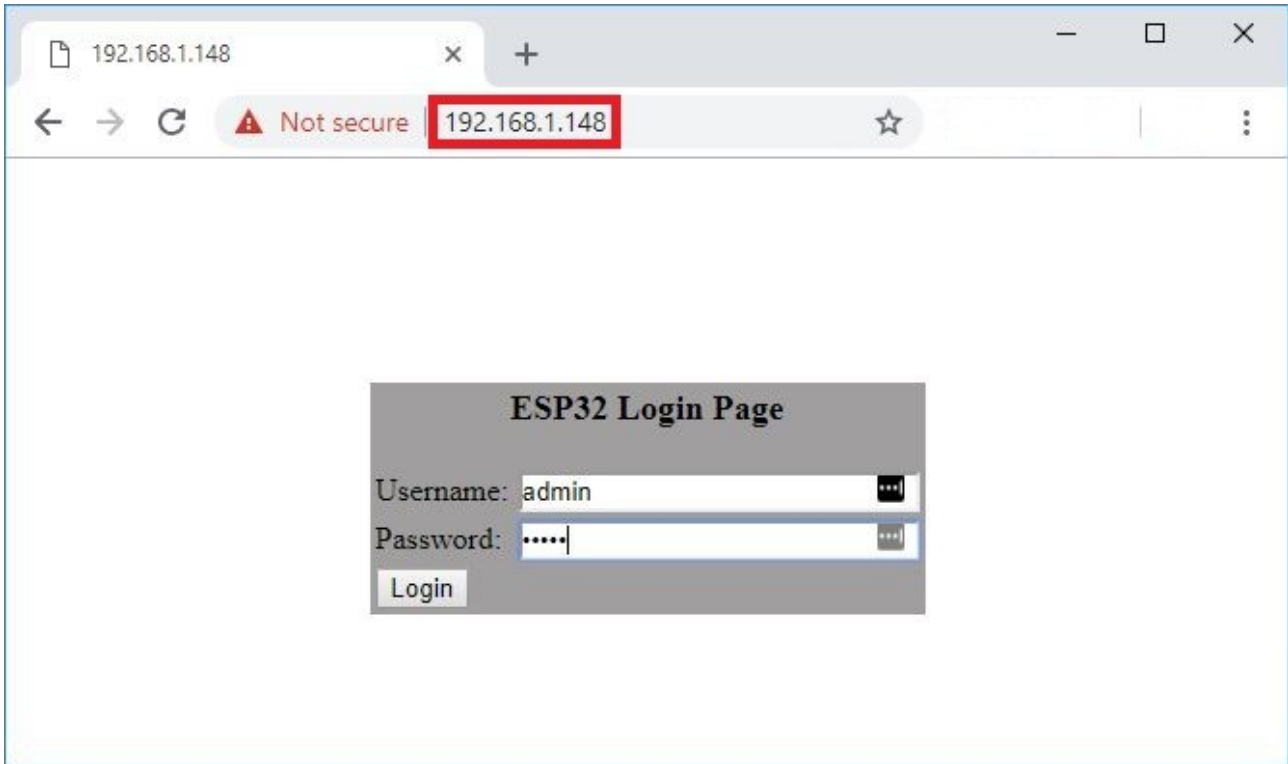 192.168.1.148
Not secure 192.168.1.148
ESP32 Login Page
Username: admin
Password: •••••
Login